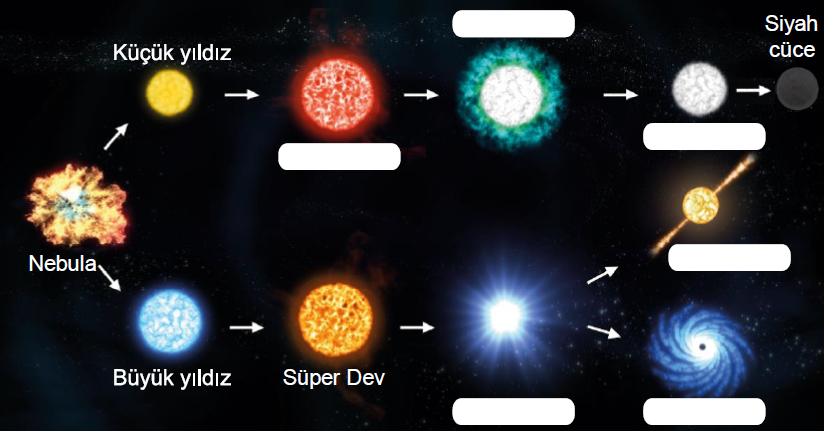 Siyah
cüce
Küçük yıldız
Nebula
Büyük yıldız
Süper Dev